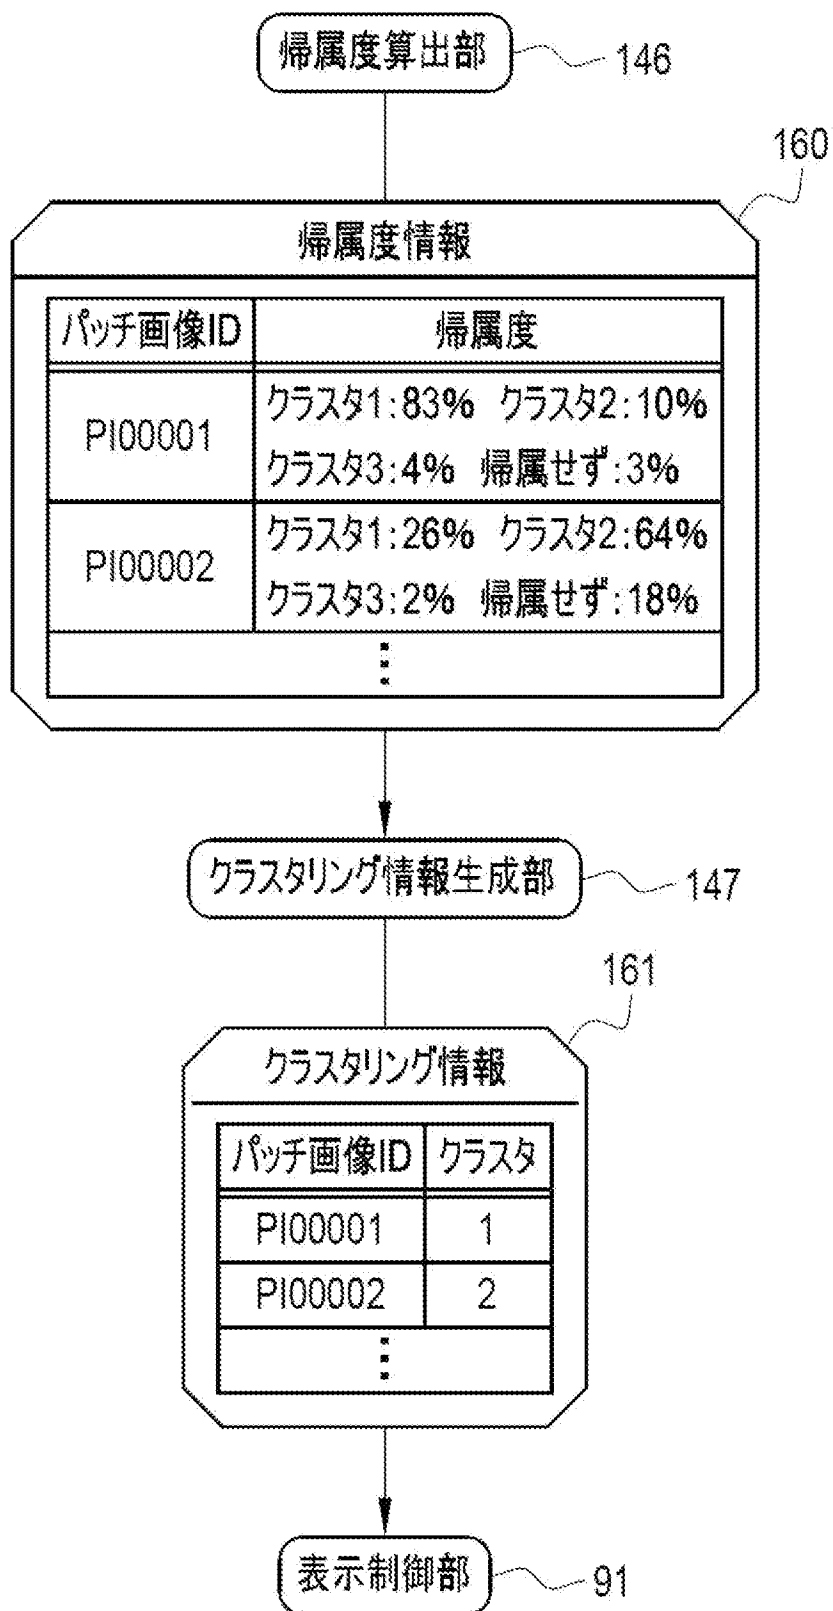 帰属度算出部 146
160
帰属度情報
パッチ画像ID 帰属度
PI00001
クラスタ1:83% クラスタ2:10%
クラスタ3:4% 帰属せず:3%
PI00002
クラスタ1:26% クラスタ2:64%
クラスタ3:2% 帰属せず:18%
⋮
クラスタリング情報生成部 147
161
クラスタリング情報
パッチ画像ID クラスタ
PI00001 1
PI00002 2
⋮
表示制御部 91